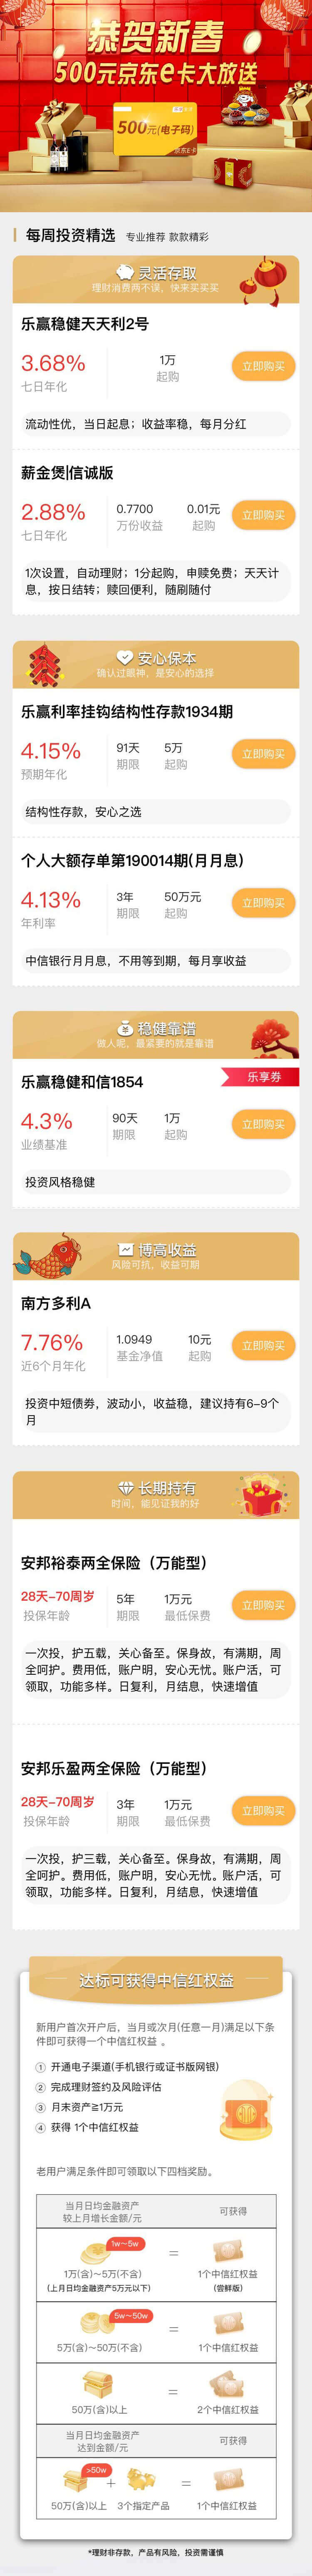 恭贺新春
500元京东e卡大放送
500元(电子码)
京东E卡
每周投资精选 专业推荐 款款精彩
灵活存取
理财消费两不误，快来买买买
乐赢稳健天天利2号
3.68% 1万 立即购买
七日年化 起购
流动性优，当日起息；收益率稳，每月分红
薪金煲|信诚版
2.88% 0.7700 0.01元 立即购买
七日年化 万份收益 起购
1次设置，自动理财；1分起购，申赎免费；天天计
息，按日结转；赎回便利，随刷随付
安心保本
确认过眼神，是安心的选择
乐赢利率挂钩结构性存款1934期
4.15% 91天 5万 立即购买
预期年化 期限 起购
结构性存款，安心之选
个人大额存单第190014期(月月息)
4.13% 3年 50万元 立即购买
年利率 期限 起购
中信银行月月息，不用等到期，每月享收益
稳健靠谱
做人呢，最紧要的就是靠谱
乐赢稳健和信1854 乐享券
4.3% 90天 1万 立即购买
业绩基准 期限 起购
投资风格稳健
博高收益
风险可抗，收益可期
南方多利A
7.76% 1.0949 10元 立即购买
近6个月年化 基金净值 起购
投资中短债券，波动小，收益稳，建议持有6-9个
月
长期持有
时间，能见证我的好
安邦裕泰两全保险（万能型）
28天-70周岁 5年 1万元 立即购买
投保年龄 期限 最低保费
一次投，护五载，关心备至。保身故，有满期，周
全呵护。费用低，账户明，安心无忧。账户活，可
领取，功能多样。日复利，月结息，快速增值
安邦乐盈两全保险（万能型）
28天-70周岁 3年 1万元 立即购买
投保年龄 期限 最低保费
一次投，护三载，关心备至。保身故，有满期，周
全呵护。费用低，账户明，安心无忧。账户活，可
领取，功能多样。日复利，月结息，快速增值
达标可获得中信红权益
新用户首次开户后，当月或次月(任意一月)满足以下条
件即可获得一个中信红权益 。
① 开通电子渠道(手机银行或证书版网银)
② 完成理财签约及风险评估
③ 月末资产≥1万元
④ 获得 1个中信红权益
老用户满足条件即可领取以下四档奖励。
当月日均金融资产
较上月增长金额/元 可获得
1w~5w
=
1万(含)~5万(不含) 1个中信红权益
(上月日均金融资产5万元以下) (尝鲜版)
5w~50w
=
5万(含)~50万(不含) 1个中信红权益
=
50万(含)以上 2个中信红权益
当月日均金融资产
达到金额/元 可获得
>50w
+ =
50万(含)以上 3个指定产品 1个中信红权益
*理财非存款，产品有风险，投资需谨慎